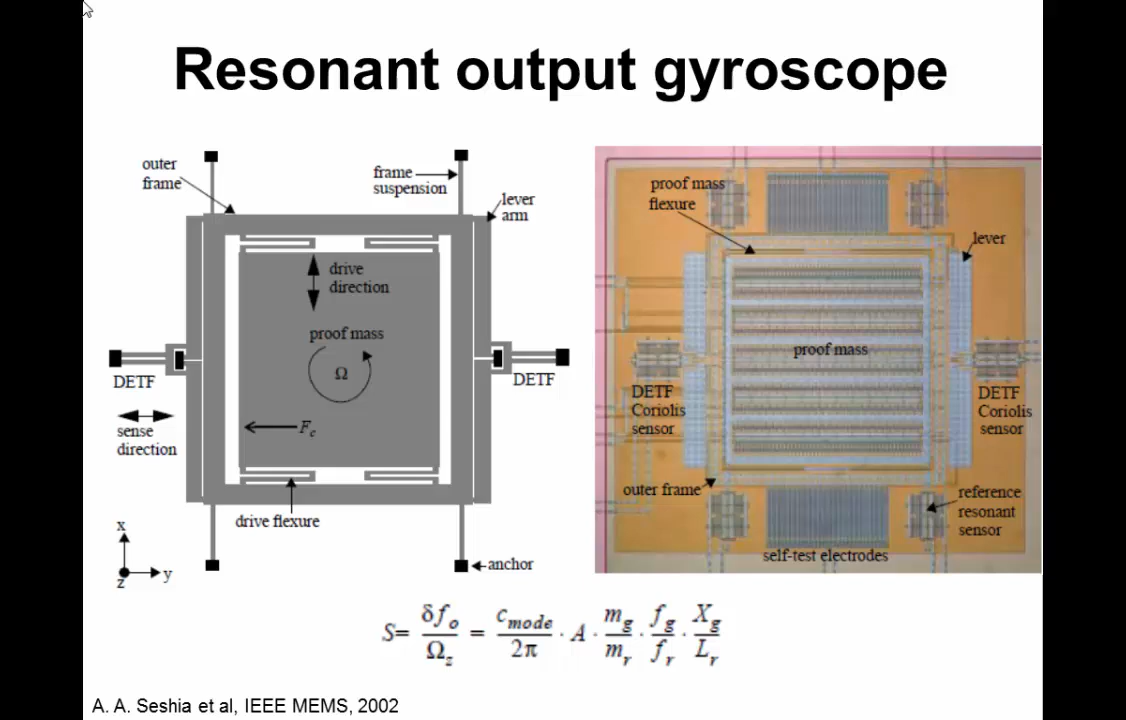 Resonant output gyroscope
outer
frame
frame
suspension
lever
arm
drive
direction
proof mass
Ω
DETF
DETF
sense
direction
F_c
drive flexure
x
y
z
anchor
proof mass
flexure
lever
proof mass
DETF
Coriolis
sensor
DETF
Coriolis
sensor
outer frame
reference
resonant
sensor
self-test electrodes
S= δf_o / Ω_z = c_mode / 2π · A · m_g / m_r · f_g / f_r · X_g / L_r
A. A. Seshia et al, IEEE MEMS, 2002